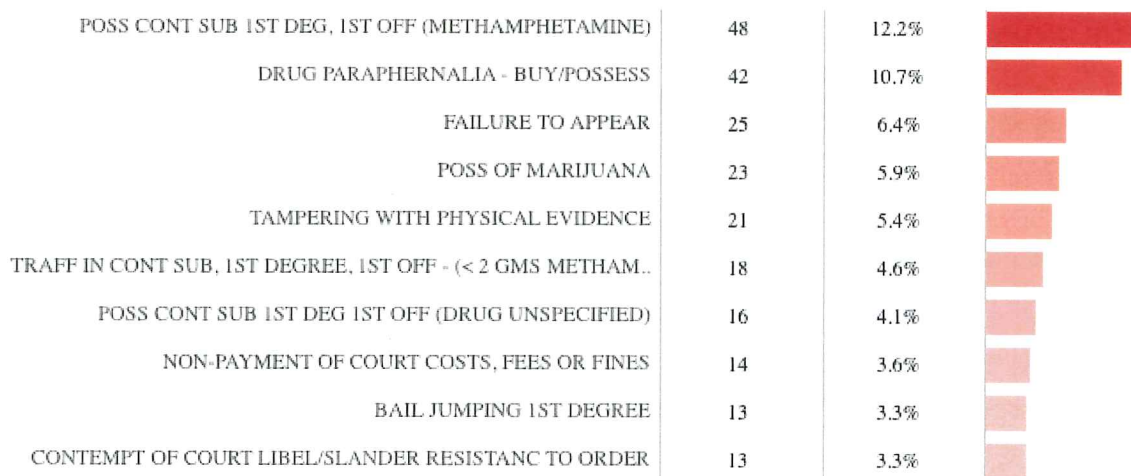 POSS CONT SUB 1ST DEG, 1ST OFF (METHAMPHETAMINE) 48 12.2%
DRUG PARAPHERNALIA - BUY/POSSESS 42 10.7%
FAILURE TO APPEAR 25 6.4%
POSS OF MARIJUANA 23 5.9%
TAMPERING WITH PHYSICAL EVIDENCE 21 5.4%
TRAFF IN CONT SUB, 1ST DEGREE, 1ST OFF - (< 2 GMS METHAM.. 18 4.6%
POSS CONT SUB 1ST DEG 1ST OFF (DRUG UNSPECIFIED) 16 4.1%
NON-PAYMENT OF COURT COSTS, FEES OR FINES 14 3.6%
BAIL JUMPING 1ST DEGREE 13 3.3%
CONTEMPT OF COURT LIBEL/SLANDER RESISTANC TO ORDER 13 3.3%